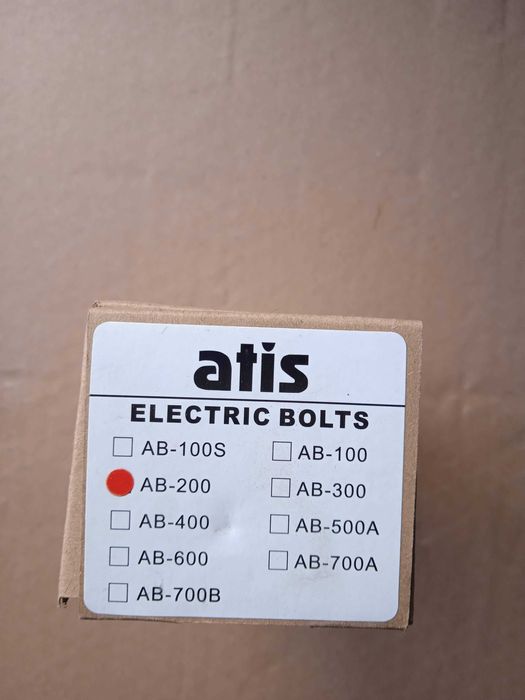 atis
ELECTRIC BOLTS
AB-100S AB-100
AB-200 AB-300
AB-400 AB-500A
AB-600 AB-700A
AB-700B